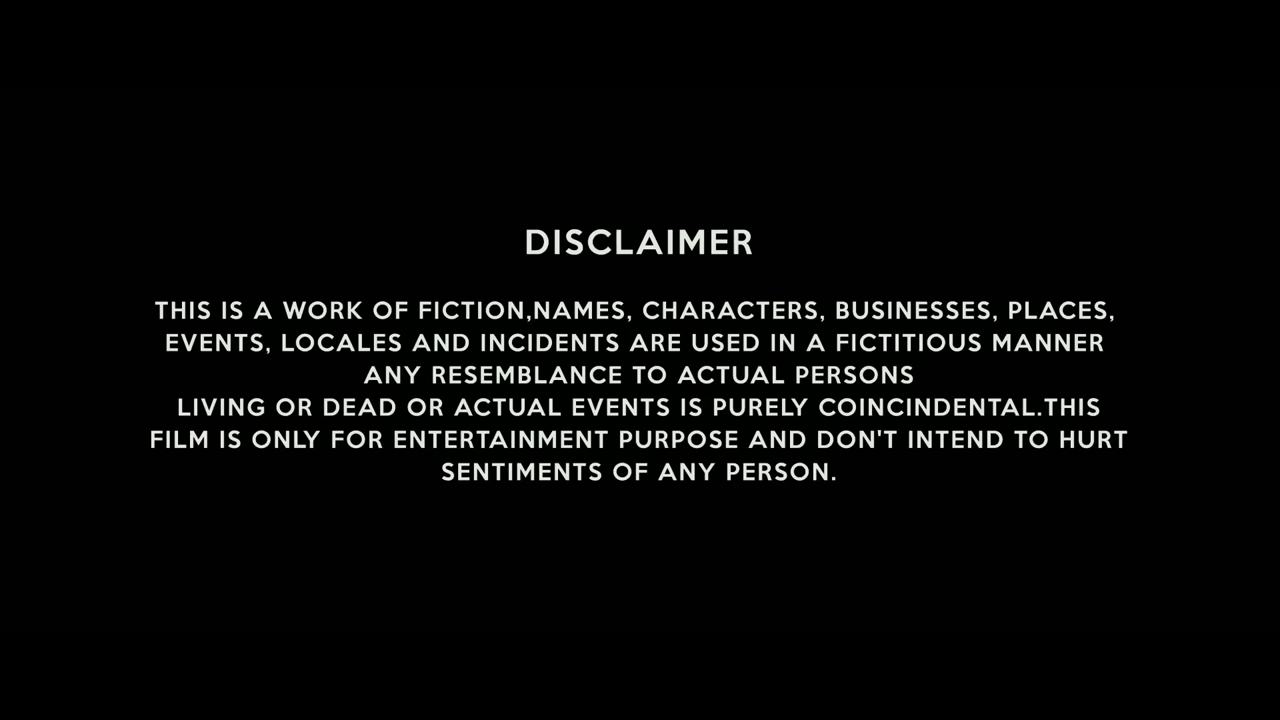 DISCLAIMER
THIS IS A WORK OF FICTION,NAMES, CHARACTERS, BUSINESSES, PLACES,
EVENTS, LOCALES AND INCIDENTS ARE USED IN A FICTITIOUS MANNER
ANY RESEMBLANCE TO ACTUAL PERSONS
LIVING OR DEAD OR ACTUAL EVENTS IS PURELY COINCINDENTAL.THIS
FILM IS ONLY FOR ENTERTAINMENT PURPOSE AND DON'T INTEND TO HURT
SENTIMENTS OF ANY PERSON.